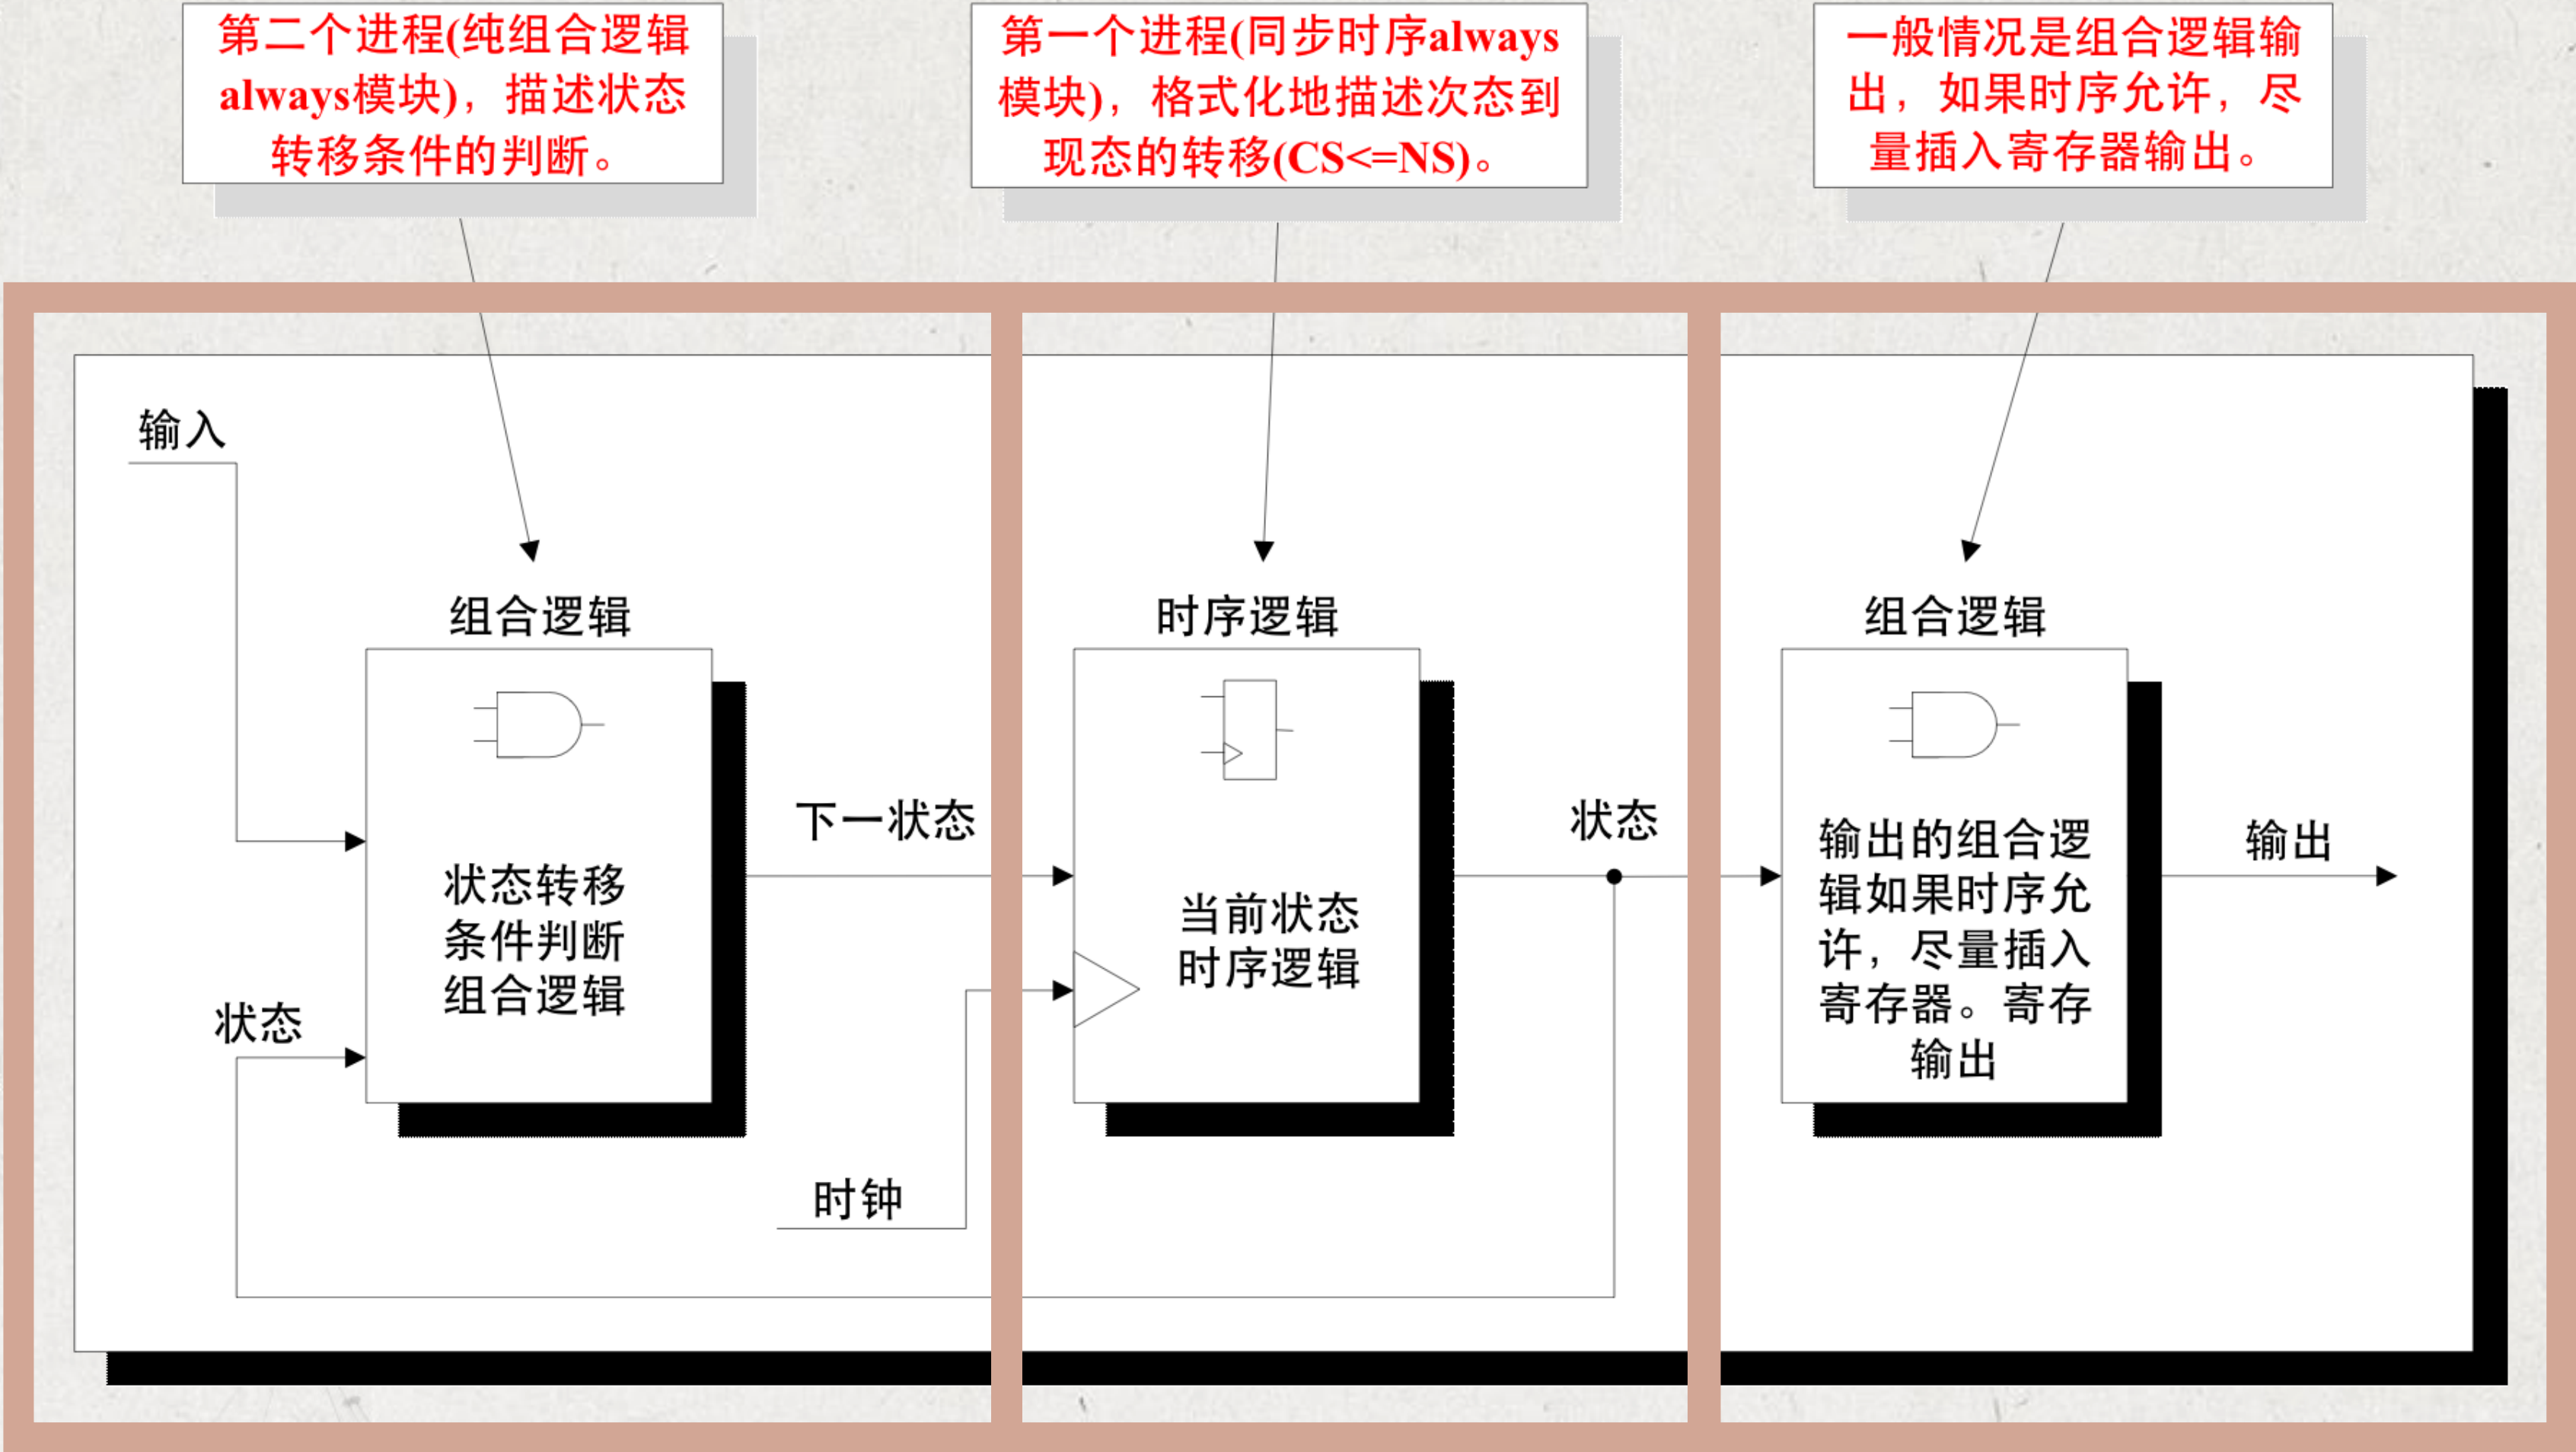 第二个进程(纯组合逻辑
always模块)，描述状态
转移条件的判断。
第一个进程(同步时序always
模块)，格式化地描述次态到
现态的转移(CS<=NS)。
一般情况是组合逻辑输
出，如果时序允许，尽
量插入寄存器输出。
输入
组合逻辑
状态转移
条件判断
组合逻辑
状态
下一状态
时钟
时序逻辑
当前状态
时序逻辑
状态
组合逻辑
输出的组合逻
辑如果时序允
许，尽量插入
寄存器。寄存
输出
输出